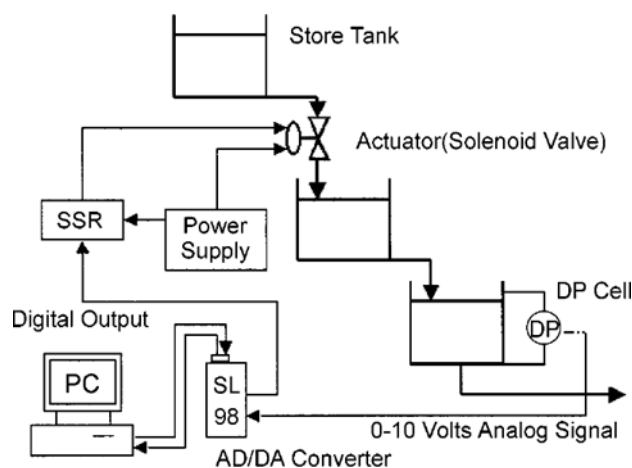 Store Tank
Actuator(Solenoid Valve)
SSR
Power
Supply
DP Cell
DP
Digital Output
PC
SL
98
0-10 Volts Analog Signal
AD/DA Converter